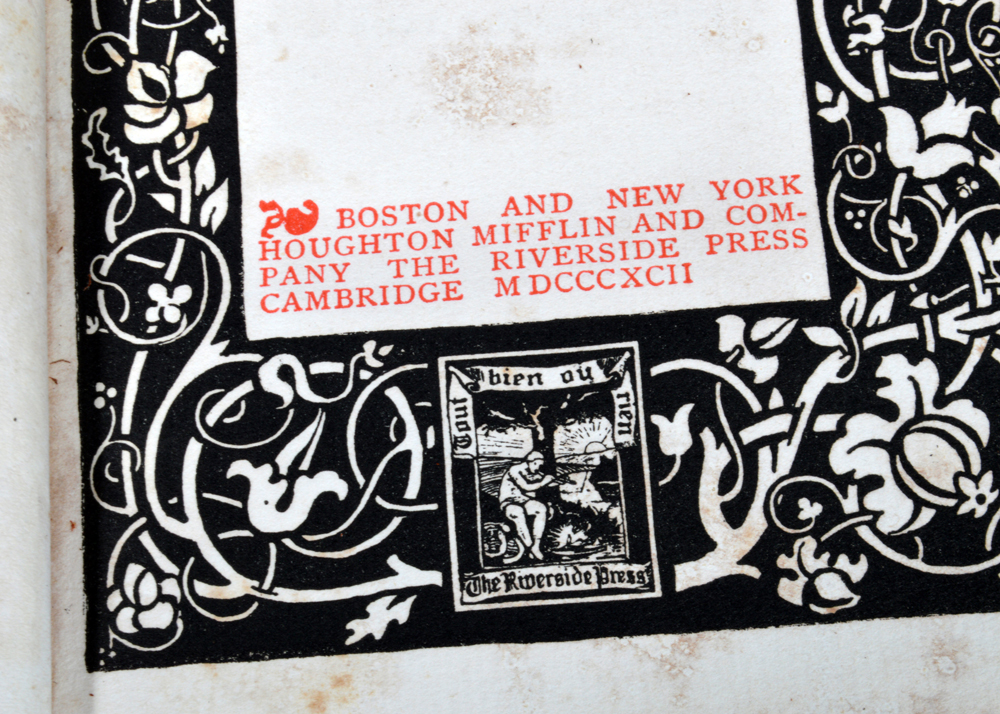 BOSTON AND NEW YORK
HOUGHTON MIFFLIN AND COM-
PANY THE RIVERSIDE PRESS
CAMBRIDGE MDCCCXCII
Tout bien ou rien
The Riverside Press